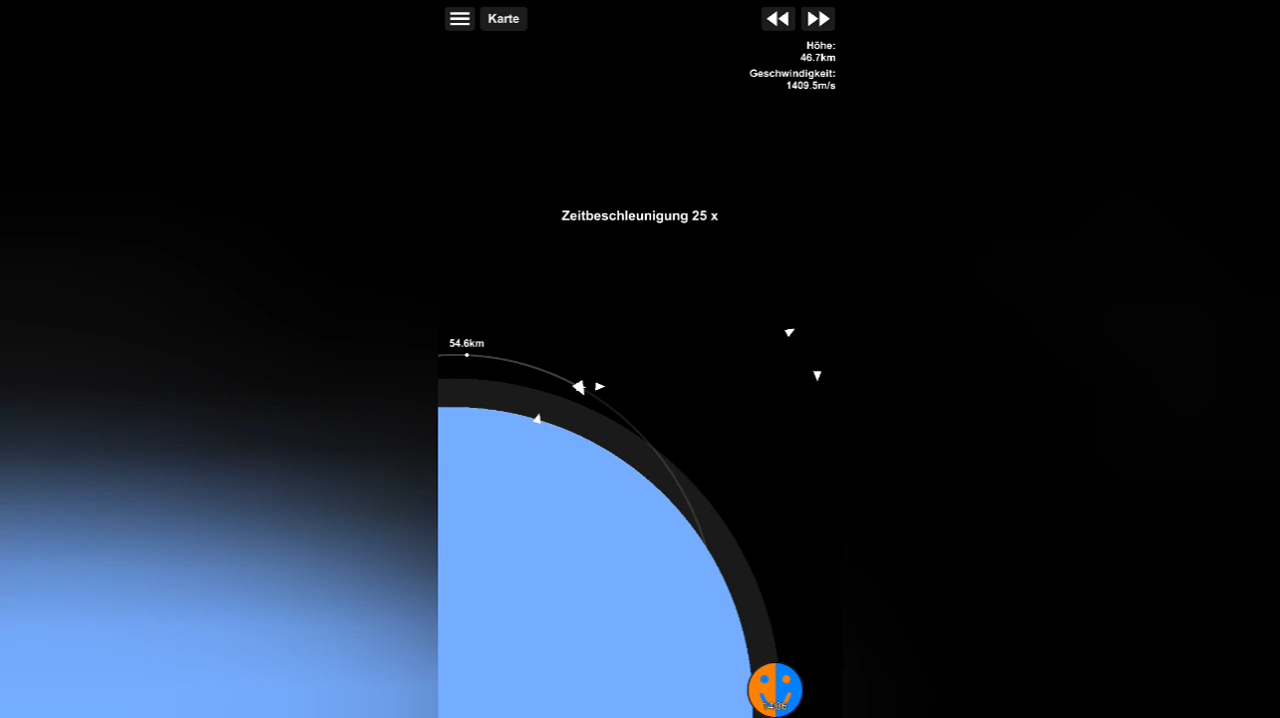 Karte
Höhe:
46.7km
Geschwindigkeit:
1409.5m/s
Zeitbeschleunigung 25 x
54.6km